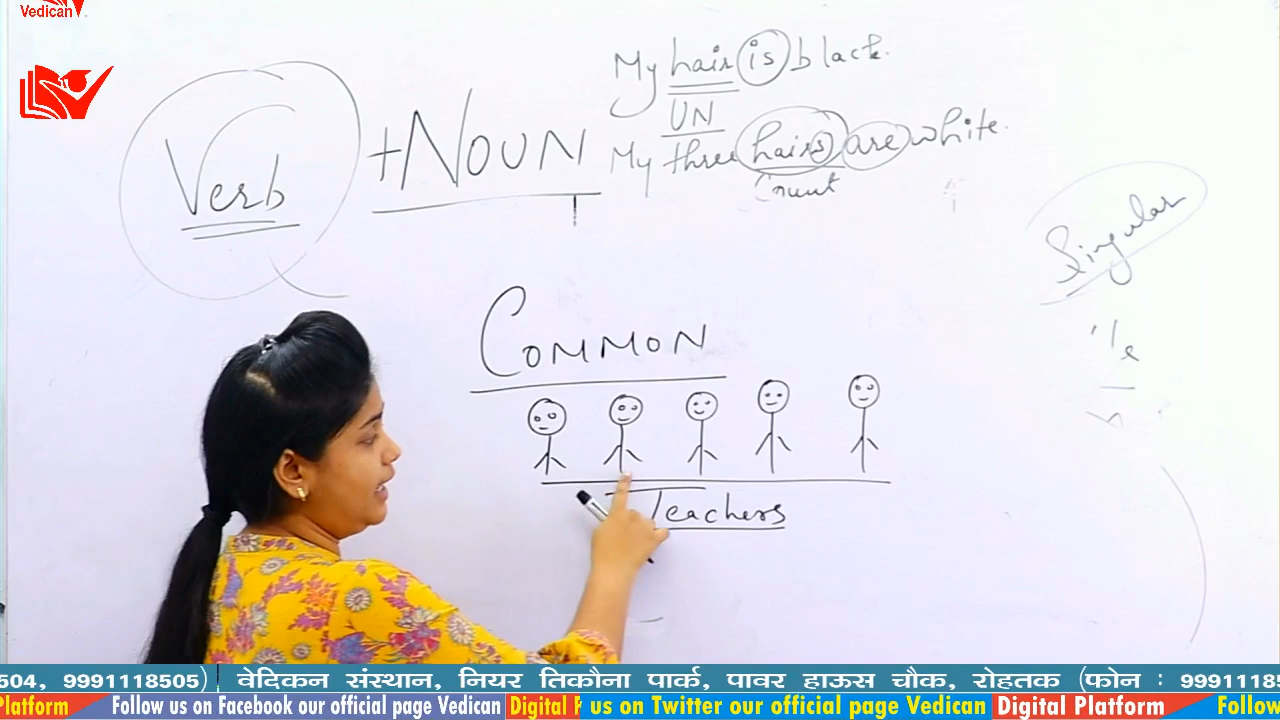 Vedican
My hair is black.
UN
My three hairs are white.
Count
Verb
+NOUN
Singular
COMMON
Teachers
504, 9991118505) वेदिकन संस्थान, नियर तिकौना पार्क, पावर हाऊस चौक, रोहतक (फोन : 999111850
Platform Follow us on Facebook our official page Vedican Digital P us on Twitter our official page Vedican Digital Platform Follow